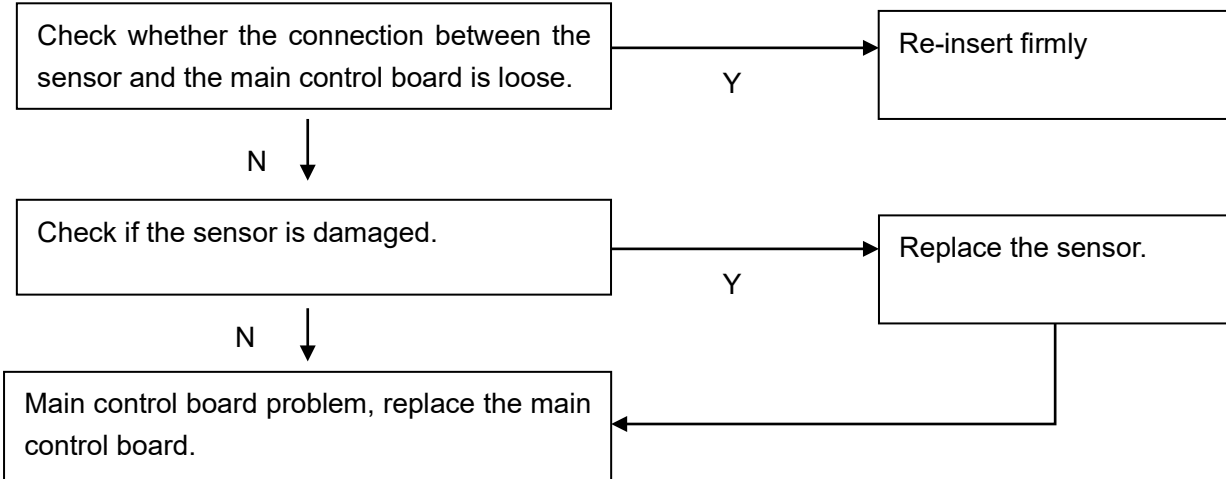 Check whether the connection between the
sensor and the main control board is loose.
Re-insert firmly
Y
N
Check if the sensor is damaged.
Replace the sensor.
Y
N
Main control board problem, replace the main
control board.